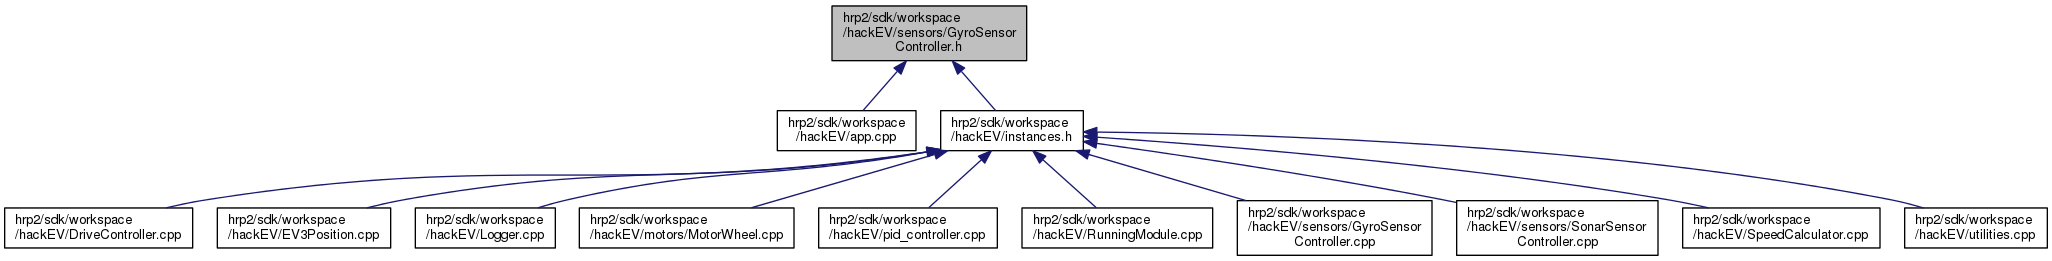 hrp2/sdk/workspace
/hackEV/sensors/GyroSensor
Controller.h
hrp2/sdk/workspace
/hackEV/app.cpp
hrp2/sdk/workspace
/hackEV/instances.h
hrp2/sdk/workspace
/hackEV/DriveController.cpp
hrp2/sdk/workspace
/hackEV/EV3Position.cpp
hrp2/sdk/workspace
/hackEV/Logger.cpp
hrp2/sdk/workspace
/hackEV/motors/MotorWheel.cpp
hrp2/sdk/workspace
/hackEV/pid_controller.cpp
hrp2/sdk/workspace
/hackEV/RunningModule.cpp
hrp2/sdk/workspace
/hackEV/sensors/GyroSensor
Controller.cpp
hrp2/sdk/workspace
/hackEV/sensors/SonarSensor
Controller.cpp
hrp2/sdk/workspace
/hackEV/SpeedCalculator.cpp
hrp2/sdk/workspace
/hackEV/utilities.cpp